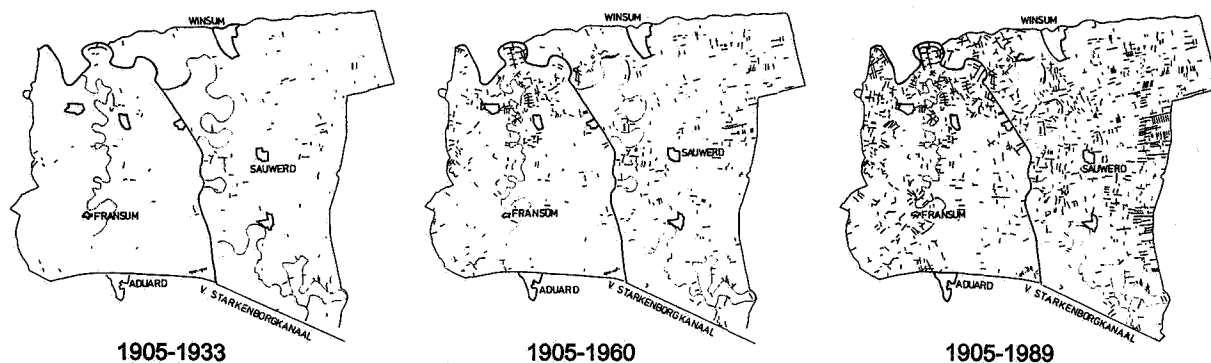 WINSUM
SAUWERD
FRANSUM
ADUARD
V. STARKENBORGKANAAL
1905-1933
WINSUM
SAUWERD
FRANSUM
ADUARD
V. STARKENBORGKANAAL
1905-1960
WINSUM
SAUWERD
FRANSUM
ADUARD
V. STARKENBORGKANAAL
1905-1989